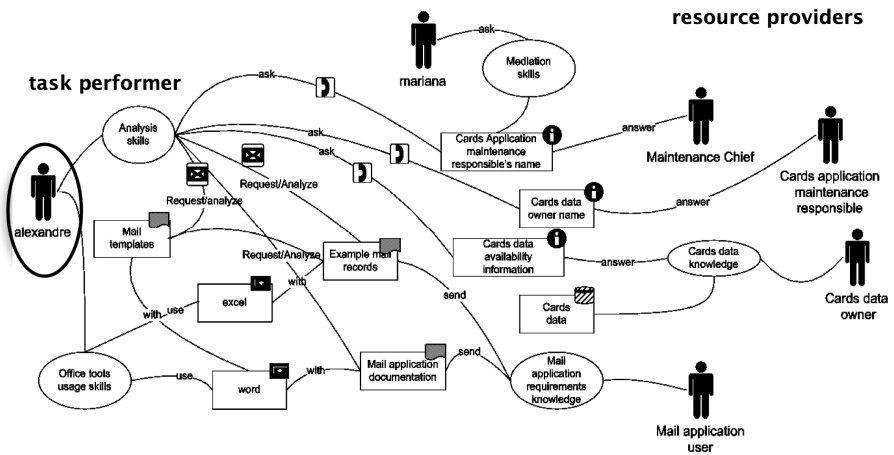 resource providers
task performer
ask
mariana
Mediation
skills
ask
Analysis
skills
ask
ask
Cards Application
maintenance
responsible's name
answer
Maintenance Chief
Cards application
maintenance
responsible
alexandre
Request/Analyze
Request/analyze
Cards data
owner name
answer
Mail
templates
Request/Analyze
Example mail
records
Cards data
availability
information
answer
Cards data
knowledge
Cards data
owner
with
use
excel
with
send
Cards
data
Office tools
usage skills
use
word
with
Mail application
documentation
send
Mail
application
requirements
knowledge
Mail application
user